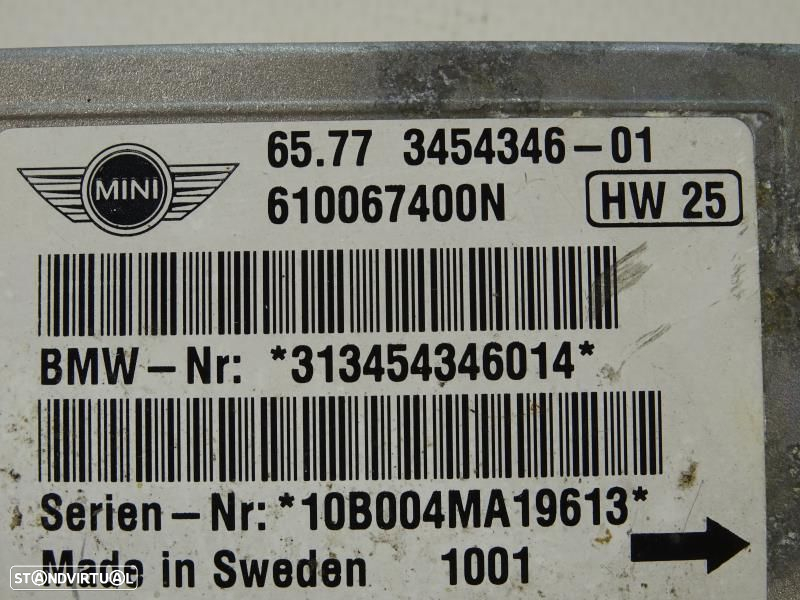 65.77 3454346-01
MINI
610067400N
HW 25
BMW-Nr: *313454346014*
Serien-Nr: *10B004MA19613*
Made in Sweden 1001
STANDVIRTUAL